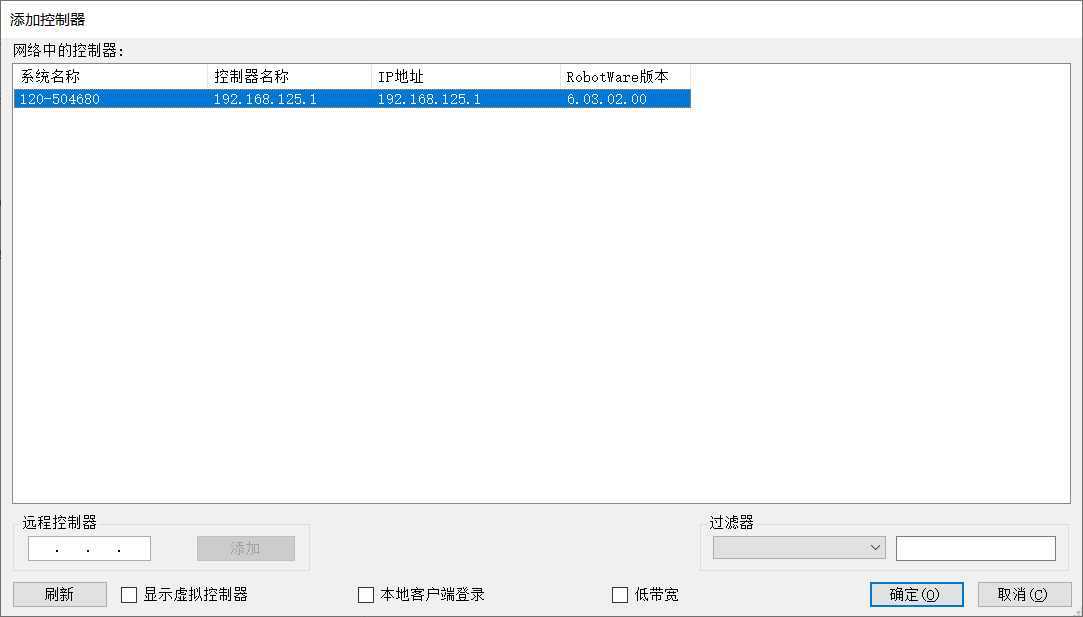 添加控制器
网络中的控制器:
系统名称 控制器名称 IP地址 RobotWare版本
120-504680 192.168.125.1 192.168.125.1 6.03.02.00
远程控制器 过滤器
. . . 添加
刷新 显示虚拟控制器 本地客户端登录 低带宽 确定(O) 取消(C)